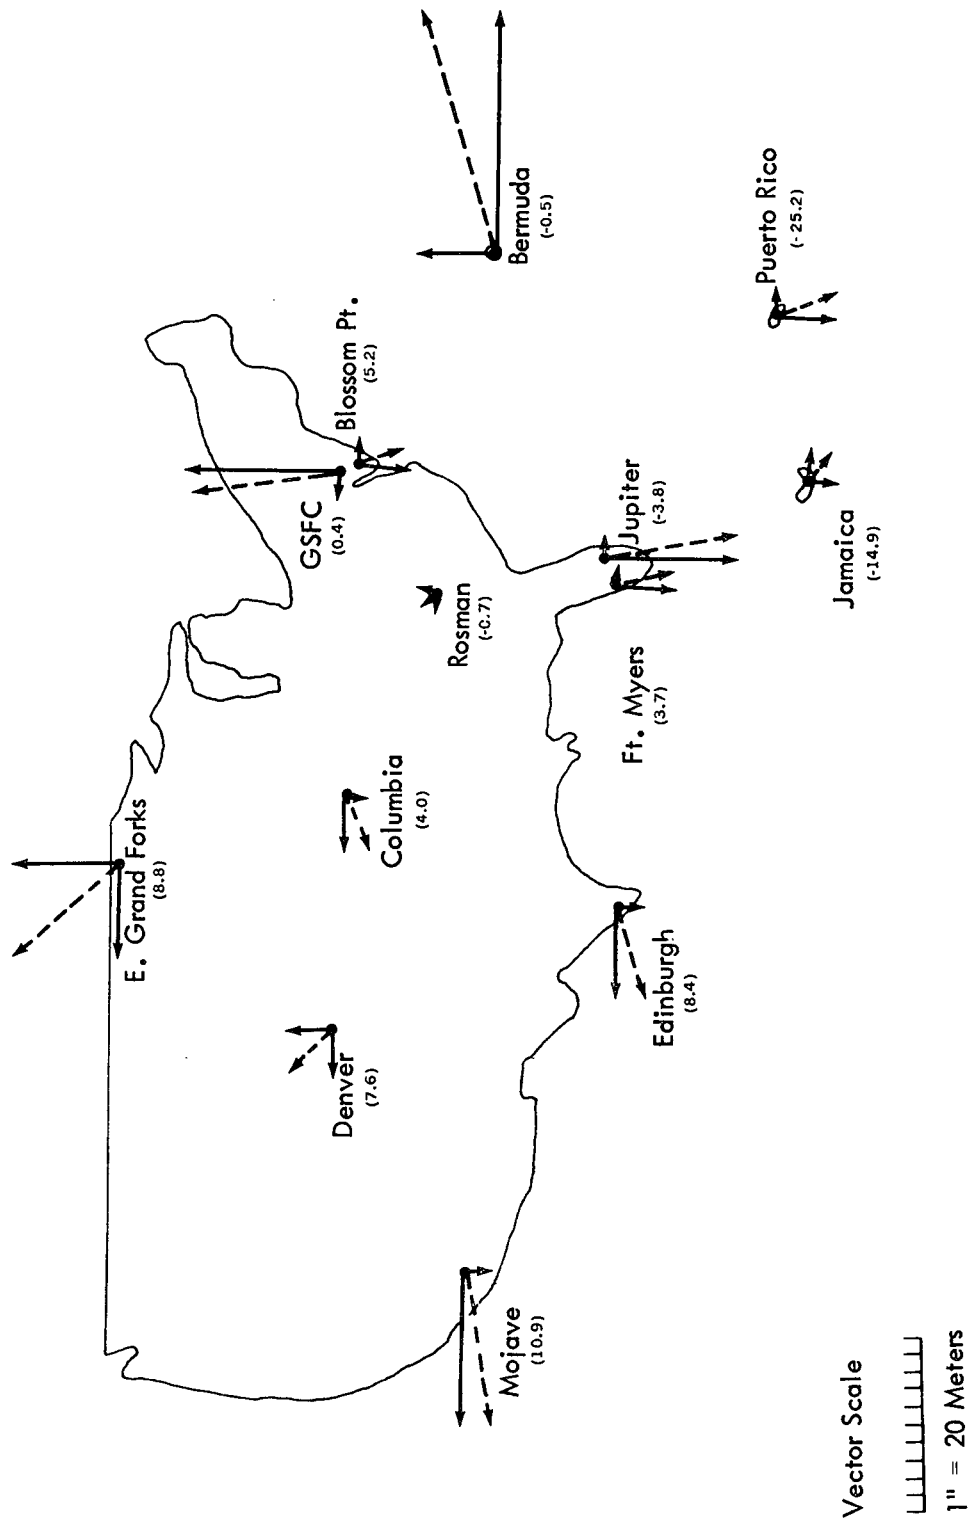 E. Grand Forks
(8.8)
GSFC
(0.4)
Blossom Pt.
(5.2)
Bermuda
(-0.5)
Denver
(7.6)
Columbia
(4.0)
Rosman
(-0.7)
Mojave
(10.9)
Edinburgh
(8.4)
Ft. Myers
(3.7)
Jupiter
(-3.8)
Puerto Rico
(-25.2)
Jamaica
(-14.9)
Vector Scale
1" = 20 Meters